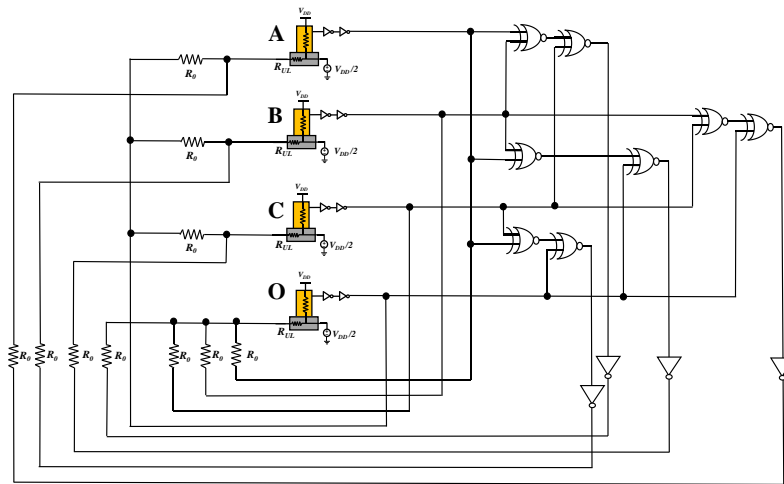 V_DD
A
R_0
R_UL
V_DD/2
V_DD
B
R_0
R_UL
V_DD/2
V_DD
C
R_0
R_UL
V_DD/2
V_DD
O
R_UL
V_DD/2
R_0 R_0 R_0 R_0 R_0 R_0 R_0